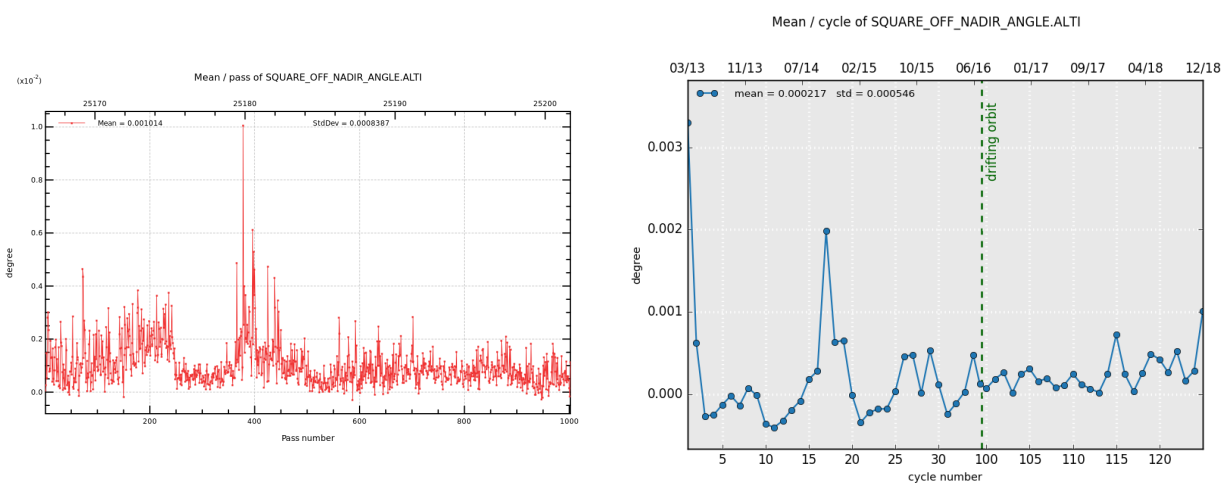 Mean / pass of SQUARE_OFF_NADIR_ANGLE.ALTI
(x10⁻²)
25170 25180 25190 25200
Mean = 0.001014 StdDev = 0.0008387
1.0
0.8
0.6
0.4
0.2
0.0
degree
200 400 600 800 1000
Pass number
Mean / cycle of SQUARE_OFF_NADIR_ANGLE.ALTI
03/13 11/13 07/14 02/15 10/15 06/16 01/17 09/17 04/18 12/18
mean = 0.000217 std = 0.000546
drifting orbit
0.003
0.002
0.001
0.000
degree
5 10 15 20 25 30 100 105 110 115 120
cycle number